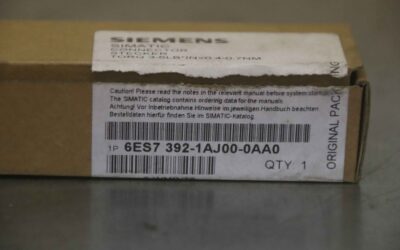 SIEMENS
SIMATIC
CONNECTOR
STECKER
Caution! Please read the notes in the relevant manual before system start
The SIMATIC catalog contains ordering data for the manuals.
Achtung! Vor Inbetriebnahme Hinweise im jeweiligen Handbuch beachten.
Bestelldaten hierfür finden Sie im SIMATIC-Katalog.
1P 6ES7 392-1AJ00-0AA0
QTY 1
ORIGINAL PACKING